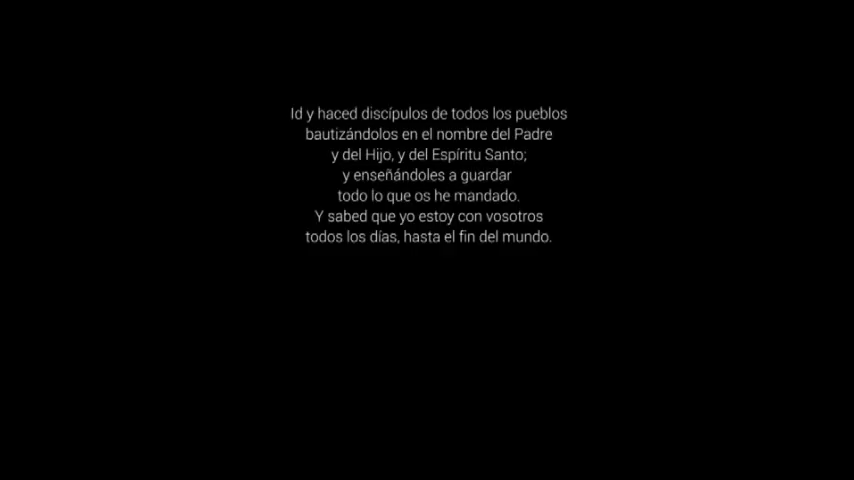 Id y haced discípulos de todos los pueblos
bautizándolos en el nombre del Padre
y del Hijo, y del Espíritu Santo;
y enseñándoles a guardar
todo lo que os he mandado.
Y sabed que yo estoy con vosotros
todos los días, hasta el fin del mundo.